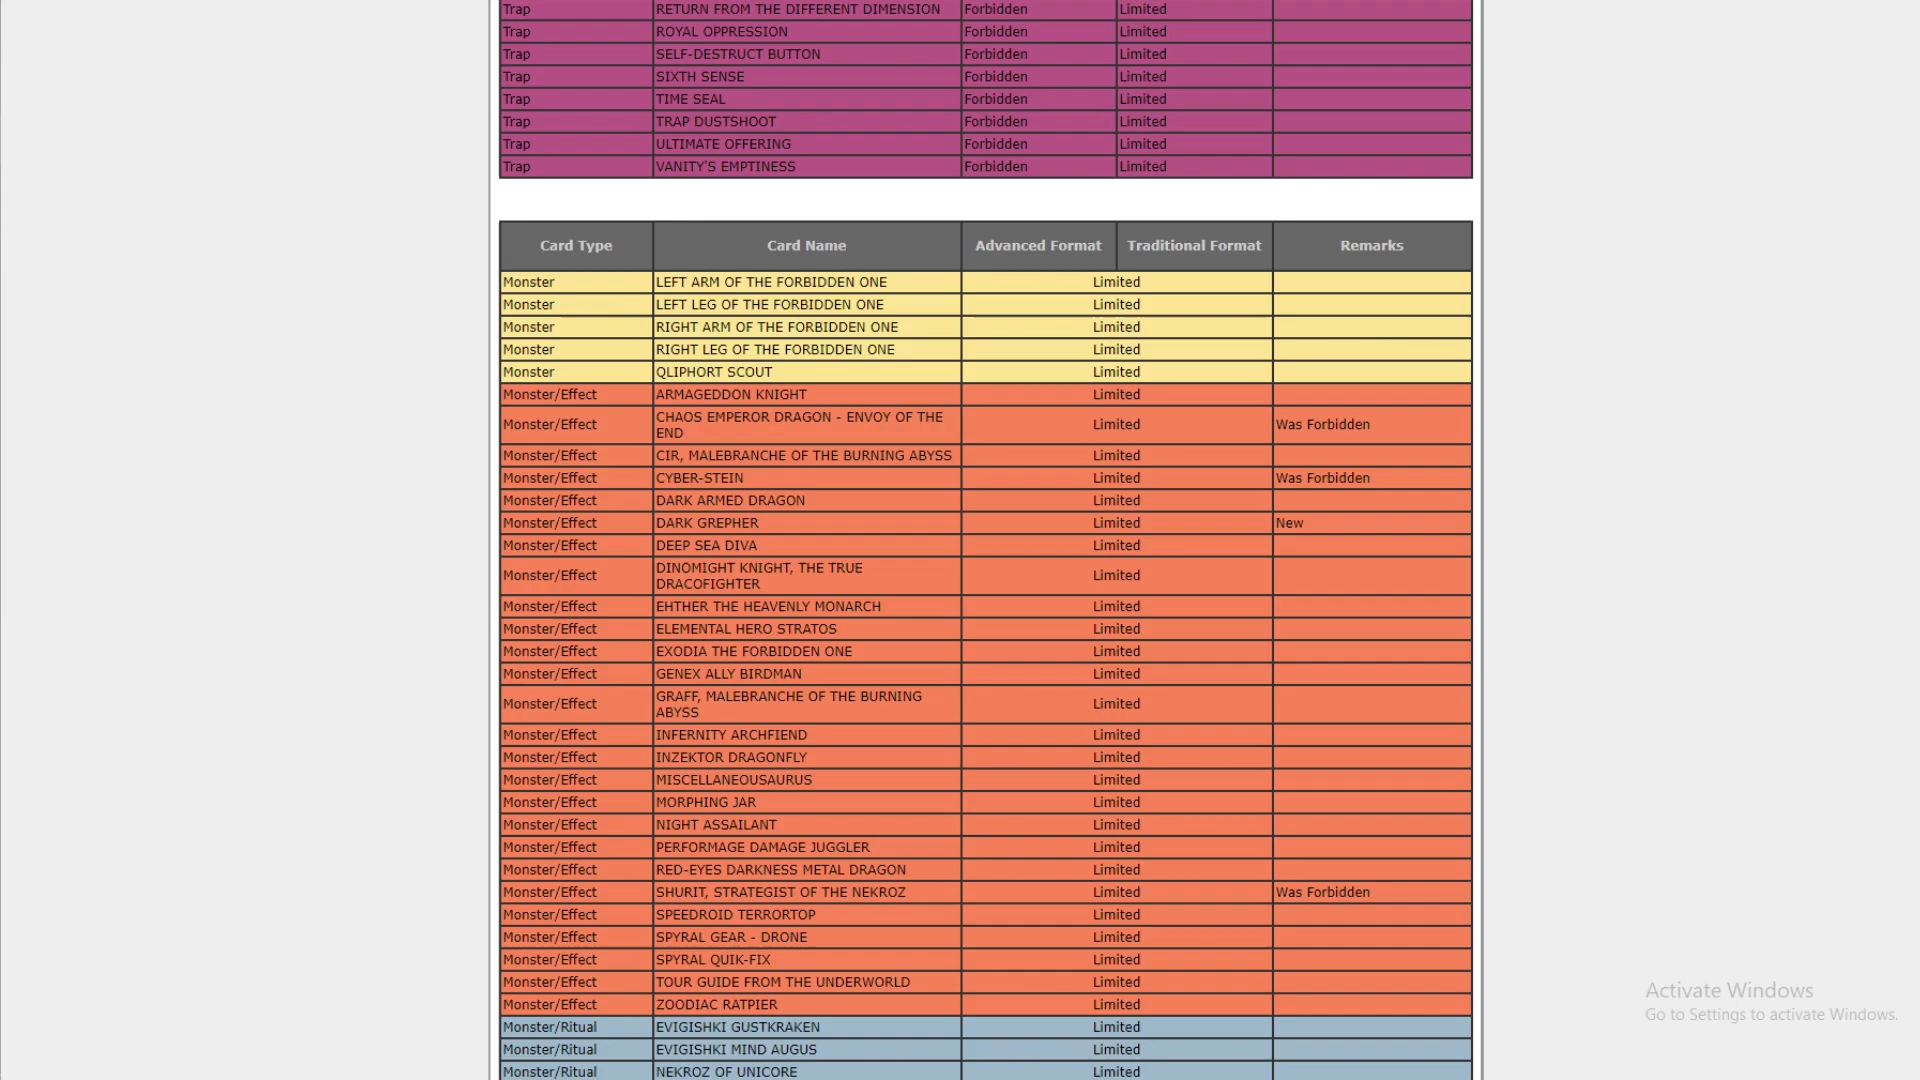 Trap RETURN FROM THE DIFFERENT DIMENSION Forbidden Limited
Trap ROYAL OPPRESSION Forbidden Limited
Trap SELF-DESTRUCT BUTTON Forbidden Limited
Trap SIXTH SENSE Forbidden Limited
Trap TIME SEAL Forbidden Limited
Trap TRAP DUSTSHOOT Forbidden Limited
Trap ULTIMATE OFFERING Forbidden Limited
Trap VANITY'S EMPTINESS Forbidden Limited
Card Type Card Name Advanced Format Traditional Format Remarks
Monster LEFT ARM OF THE FORBIDDEN ONE Limited
Monster LEFT LEG OF THE FORBIDDEN ONE Limited
Monster RIGHT ARM OF THE FORBIDDEN ONE Limited
Monster RIGHT LEG OF THE FORBIDDEN ONE Limited
Monster QLIPHORT SCOUT Limited
Monster/Effect ARMAGEDDON KNIGHT Limited
Monster/Effect CHAOS EMPEROR DRAGON - ENVOY OF THE
END Limited Was Forbidden
Monster/Effect CIR, MALEBRANCHE OF THE BURNING ABYSS Limited
Monster/Effect CYBER-STEIN Limited Was Forbidden
Monster/Effect DARK ARMED DRAGON Limited
Monster/Effect DARK GREPHER Limited New
Monster/Effect DEEP SEA DIVA Limited
Monster/Effect DINOMIGHT KNIGHT, THE TRUE
DRACOFIGHTER Limited
Monster/Effect EHTHER THE HEAVENLY MONARCH Limited
Monster/Effect ELEMENTAL HERO STRATOS Limited
Monster/Effect EXODIA THE FORBIDDEN ONE Limited
Monster/Effect GENEX ALLY BIRDMAN Limited
Monster/Effect GRAFF, MALEBRANCHE OF THE BURNING
ABYSS Limited
Monster/Effect INFERNITY ARCHFIEND Limited
Monster/Effect INZEKTOR DRAGONFLY Limited
Monster/Effect MISCELLANEOUSAURUS Limited
Monster/Effect MORPHING JAR Limited
Monster/Effect NIGHT ASSAILANT Limited
Monster/Effect PERFORMAGE DAMAGE JUGGLER Limited
Monster/Effect RED-EYES DARKNESS METAL DRAGON Limited
Monster/Effect SHURIT, STRATEGIST OF THE NEKROZ Limited Was Forbidden
Monster/Effect SPEEDROID TERRORTOP Limited
Monster/Effect SPYRAL GEAR - DRONE Limited
Monster/Effect SPYRAL QUIK-FIX Limited
Monster/Effect TOUR GUIDE FROM THE UNDERWORLD Limited
Monster/Effect ZOODIAC RATPIER Limited
Monster/Ritual EVIGISHKI GUSTKRAKEN Limited
Monster/Ritual EVIGISHKI MIND AUGUS Limited
Monster/Ritual NEKROZ OF UNICORE Limited
Activate Windows
Go to Settings to activate Windows.